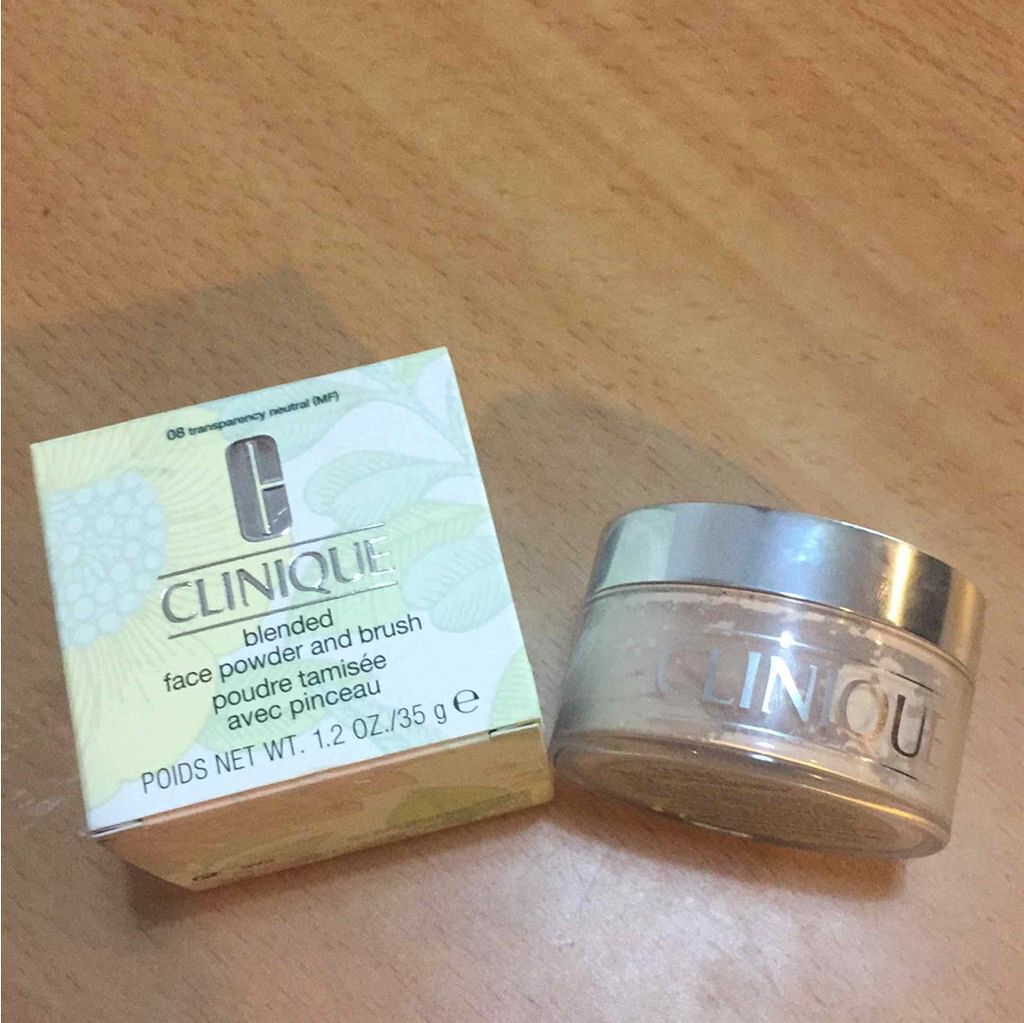 08 transparency neutral (MF)
CLINIQUE
blended
face powder and brush
poudre tamisée
avec pinceau
POIDS NET WT. 1.2 OZ./35 g ℮
CLINIQUE